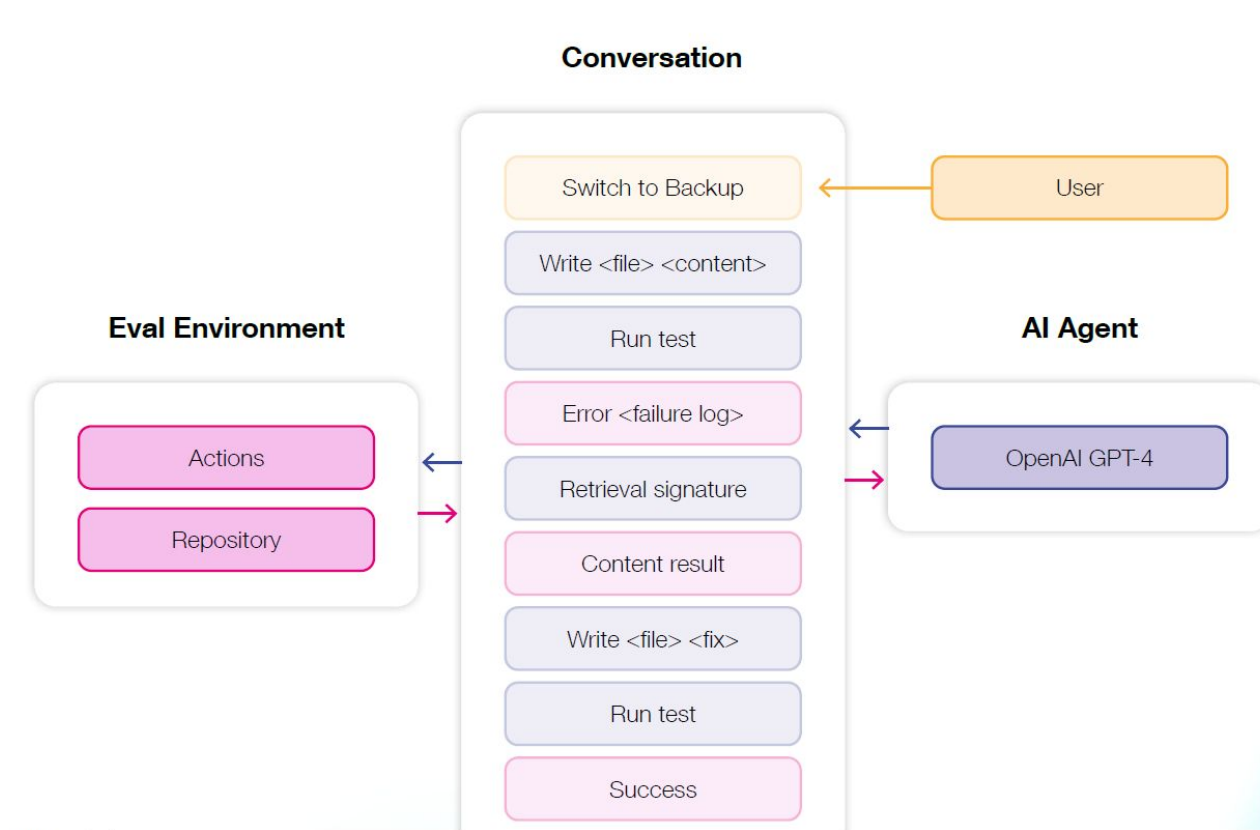 Conversation
Switch to Backup
User
Write <file> <content>
Eval Environment
AI Agent
Run test
Error <failure log>
Actions
OpenAI GPT-4
Retrieval signature
Repository
Content result
Write <file> <fix>
Run test
Success